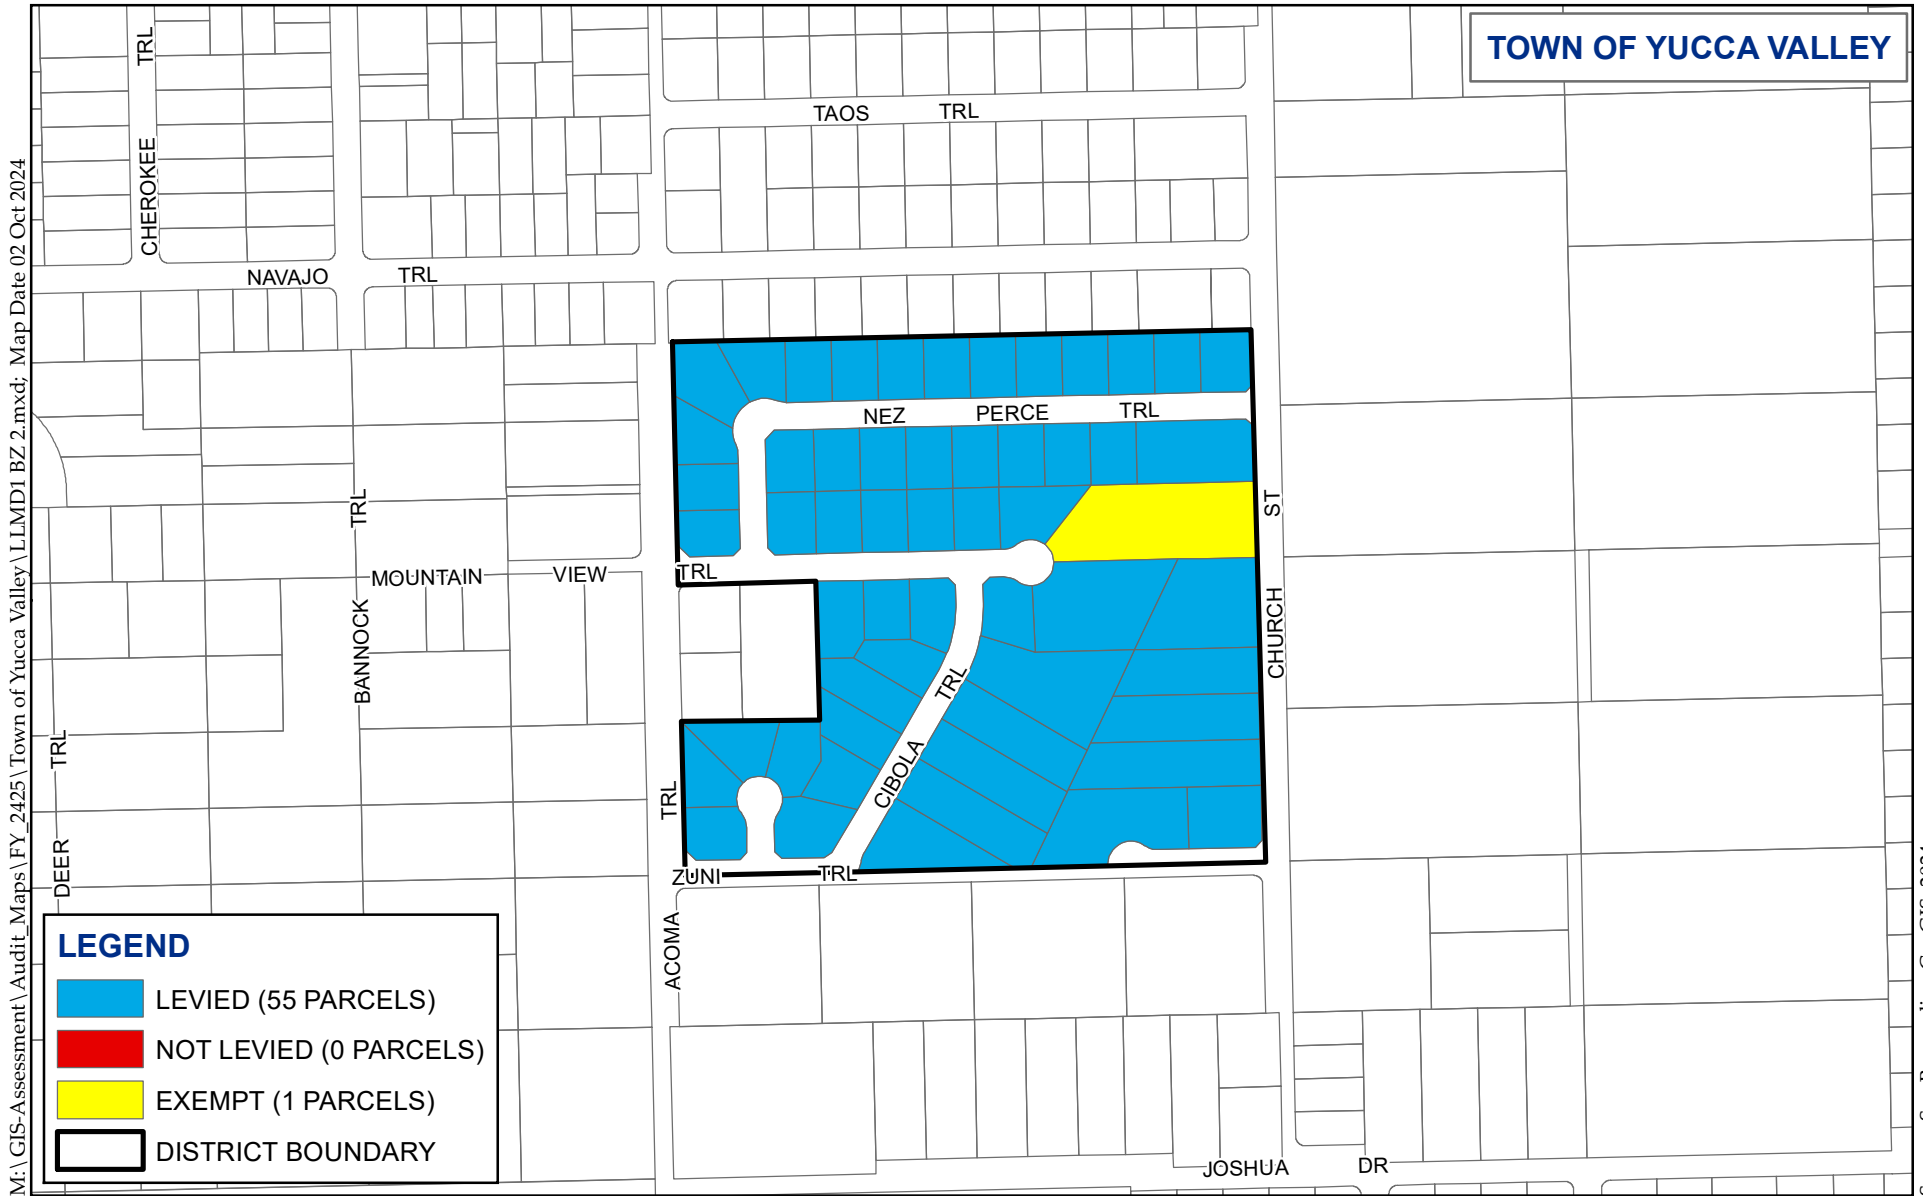 TOWN OF YUCCA VALLEY
TAOS TRL
CHEROKEE TRL
NAVAJO TRL
NEZ PERCE TRL
TRL
MOUNTAIN VIEW
BANNOCK TRL
CHURCH ST
CIBOLA TRL
DEER TRL
ACOMA TRL
ZUNI TRL
JOSHUA DR
LEGEND
LEVIED (55 PARCELS)
NOT LEVIED (0 PARCELS)
EXEMPT (1 PARCELS)
DISTRICT BOUNDARY
M:\GIS-Assessment\Audit_Maps\FY_2425\Town of Yucca Valley\LLMD1 BZ 2.mxd; Map Date 02 Oct 2024